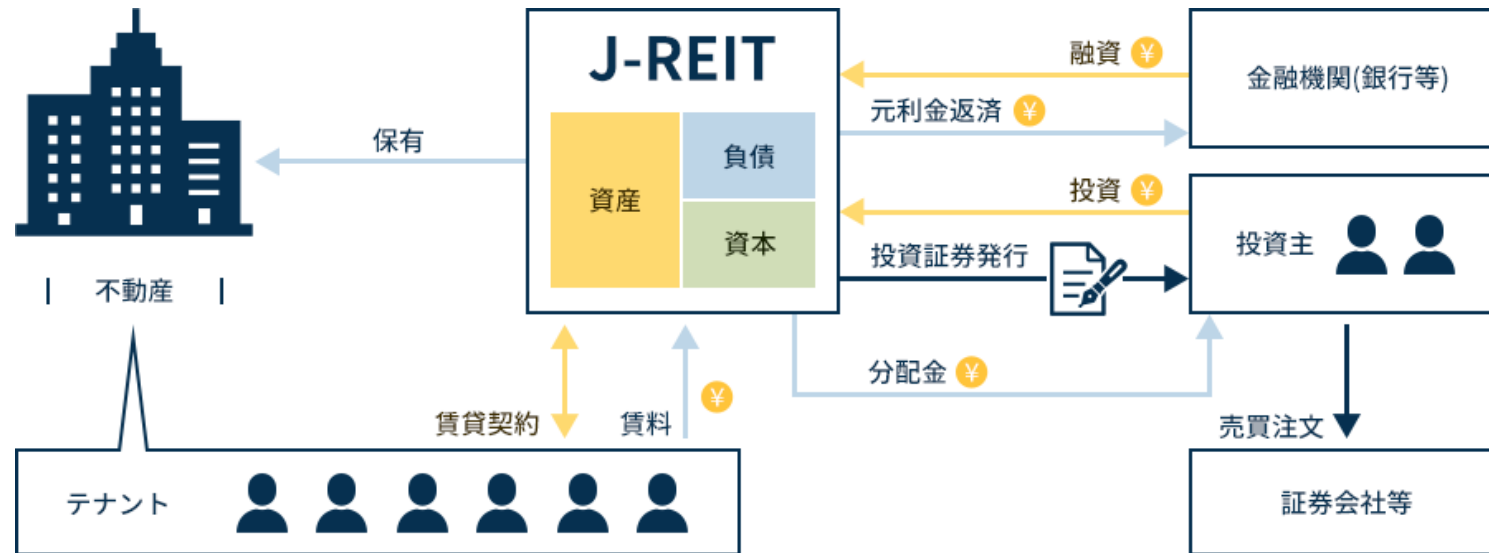 J-REIT
資産
負債
資本
保有
不動産
融資 ¥
元利金返済 ¥
金融機関(銀行等)
投資 ¥
投資証券発行
投資主
分配金 ¥
賃貸契約
賃料
¥
売買注文
テナント
証券会社等